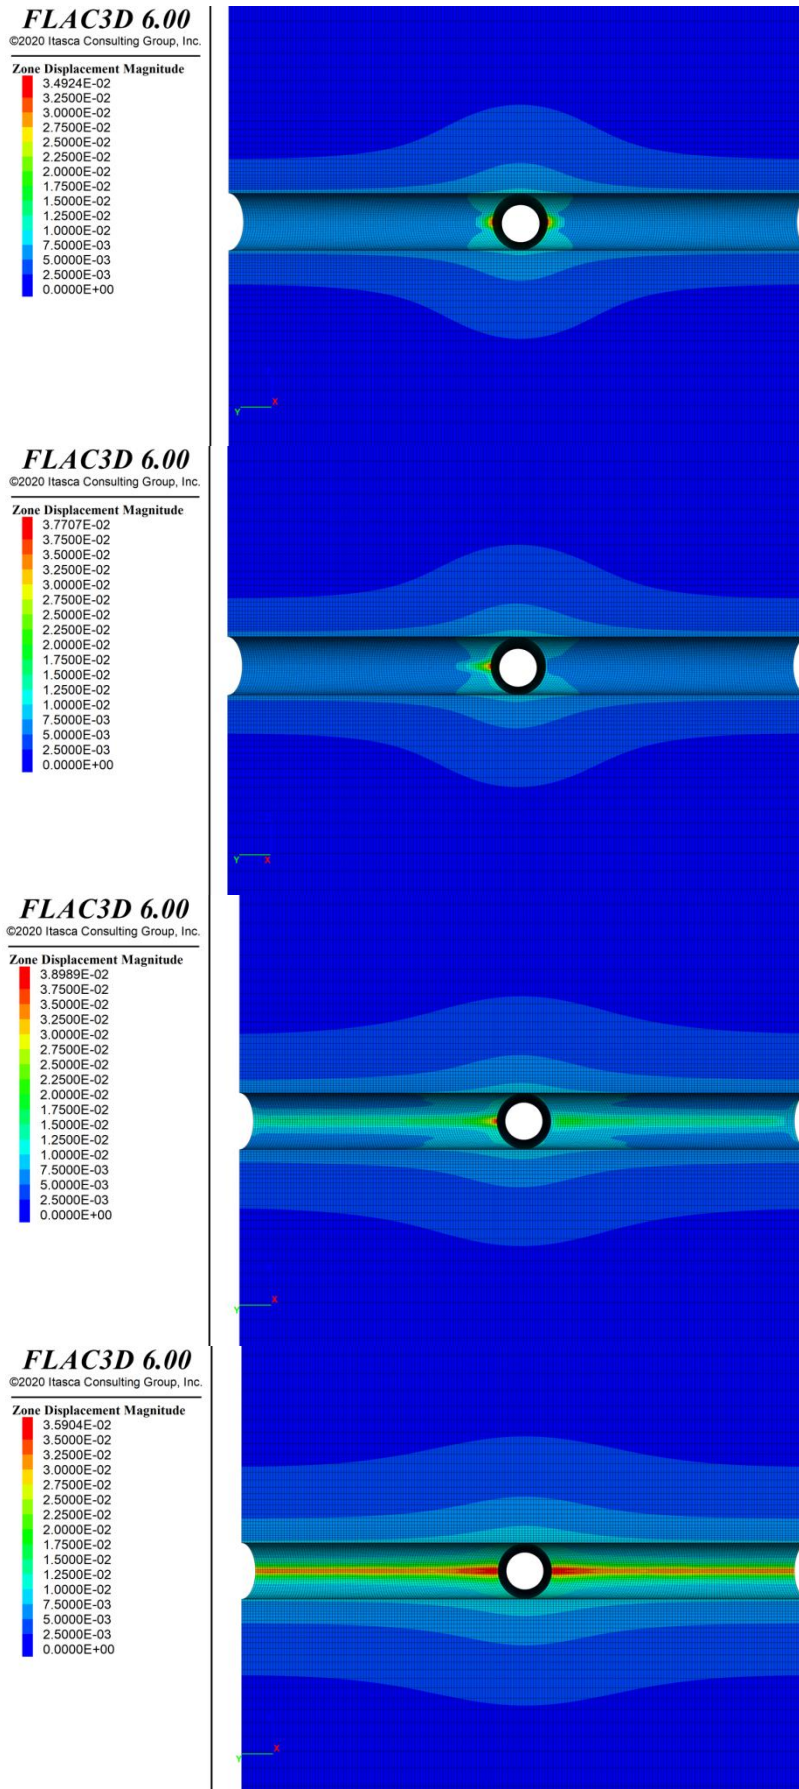 FLAC3D 6.00
©2020 Itasca Consulting Group, Inc.
Zone Displacement Magnitude
3.4924E-02
3.2500E-02
3.0000E-02
2.7500E-02
2.5000E-02
2.2500E-02
2.0000E-02
1.7500E-02
1.5000E-02
1.2500E-02
1.0000E-02
7.5000E-03
5.0000E-03
2.5000E-03
0.0000E+00
Y X
FLAC3D 6.00
©2020 Itasca Consulting Group, Inc.
Zone Displacement Magnitude
3.7707E-02
3.7500E-02
3.5000E-02
3.2500E-02
3.0000E-02
2.7500E-02
2.5000E-02
2.2500E-02
2.0000E-02
1.7500E-02
1.5000E-02
1.2500E-02
1.0000E-02
7.5000E-03
5.0000E-03
2.5000E-03
0.0000E+00
Y X
FLAC3D 6.00
©2020 Itasca Consulting Group, Inc.
Zone Displacement Magnitude
3.8989E-02
3.7500E-02
3.5000E-02
3.2500E-02
3.0000E-02
2.7500E-02
2.5000E-02
2.2500E-02
2.0000E-02
1.7500E-02
1.5000E-02
1.2500E-02
1.0000E-02
7.5000E-03
5.0000E-03
2.5000E-03
0.0000E+00
Y X
FLAC3D 6.00
©2020 Itasca Consulting Group, Inc.
Zone Displacement Magnitude
3.5904E-02
3.5000E-02
3.2500E-02
3.0000E-02
2.7500E-02
2.5000E-02
2.2500E-02
2.0000E-02
1.7500E-02
1.5000E-02
1.2500E-02
1.0000E-02
7.5000E-03
5.0000E-03
2.5000E-03
0.0000E+00
Y X